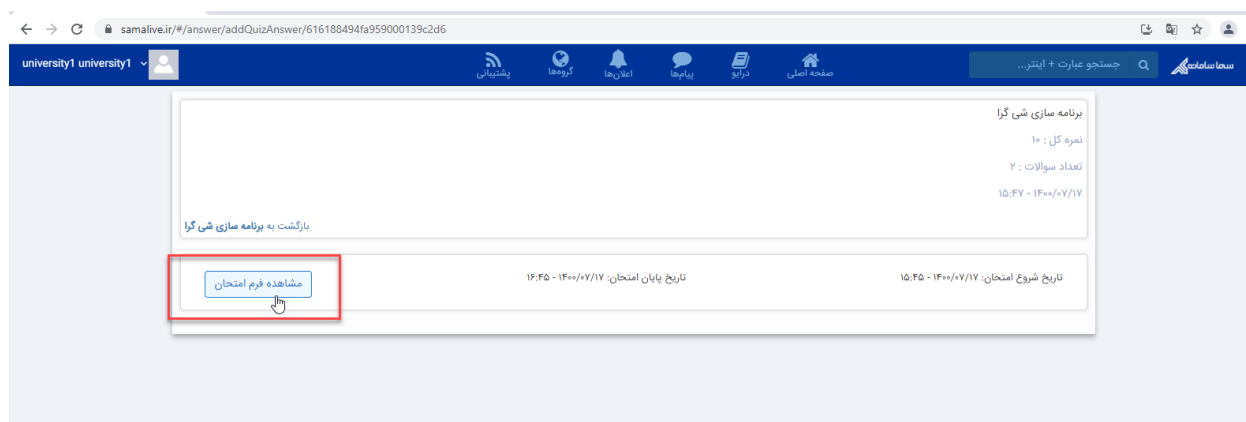 samalive.ir/#/answer/addQuizAnswer/616188494fa959000139c2d6
سما سامانه
جستجو عبارت + اینتر...
صفحه اصلی
درایو
پیام‌ها
اعلان‌ها
گروه‌ها
پشتیبانی
university1 university1
برنامه سازی شی گرا
نمره کل : ۱۰
تعداد سوالات : ۲
۱۴۰۰/۰۷/۱۷ - ۱۵:۴۷
بازگشت به برنامه سازی شی گرا
تاریخ شروع امتحان: ۱۴۰۰/۰۷/۱۷ - ۱۵:۴۵
تاریخ پایان امتحان: ۱۴۰۰/۰۷/۱۷ - ۱۶:۴۵
مشاهده فرم امتحان